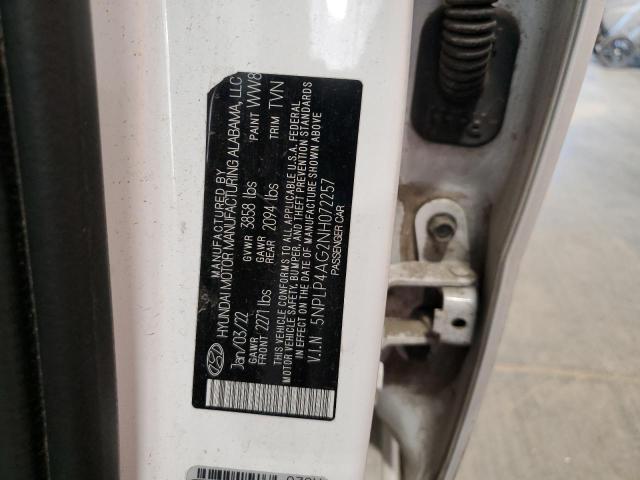 MANUFACTURED BY
HYUNDAI MOTOR MANUFACTURING ALABAMA, LLC
Jan/03/22 GVWR 3858 lbs PAINT WW8
GAWR FRONT 2271 lbs GAWR REAR 2094 lbs TRIM TVN
THIS VEHICLE CONFORMS TO ALL APPLICABLE U.S.A. FEDERAL
MOTOR VEHICLE SAFETY, BUMPER, AND THEFT PREVENTION STANDARDS
IN EFFECT ON THE DATE OF MANUFACTURE SHOWN ABOVE
V.I.N 5NPLP4AG2NH072257
PASSENGER CAR